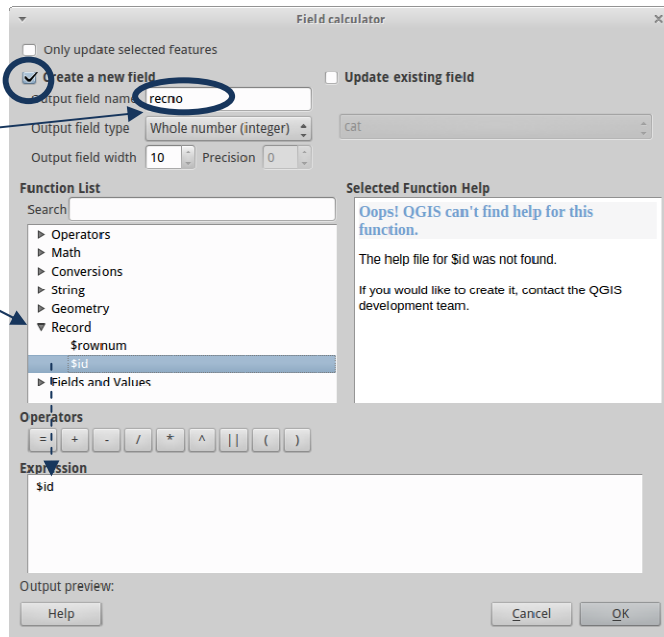 Field calculator
Only update selected features
Create a new field
Update existing field
Output field name recno
Output field type Whole number (integer)
cat
Output field width 10 Precision 0
Function List
Selected Function Help
Search
Operators
Math
Conversions
String
Geometry
Record
$rownum
$id
Fields and Values
Oops! QGIS can't find help for this
function.
The help file for $id was not found.
If you would like to create it, contact the QGIS
development team.
Operators
= + - / * ^ || ( )
Expression
$id
Output preview:
Help Cancel OK